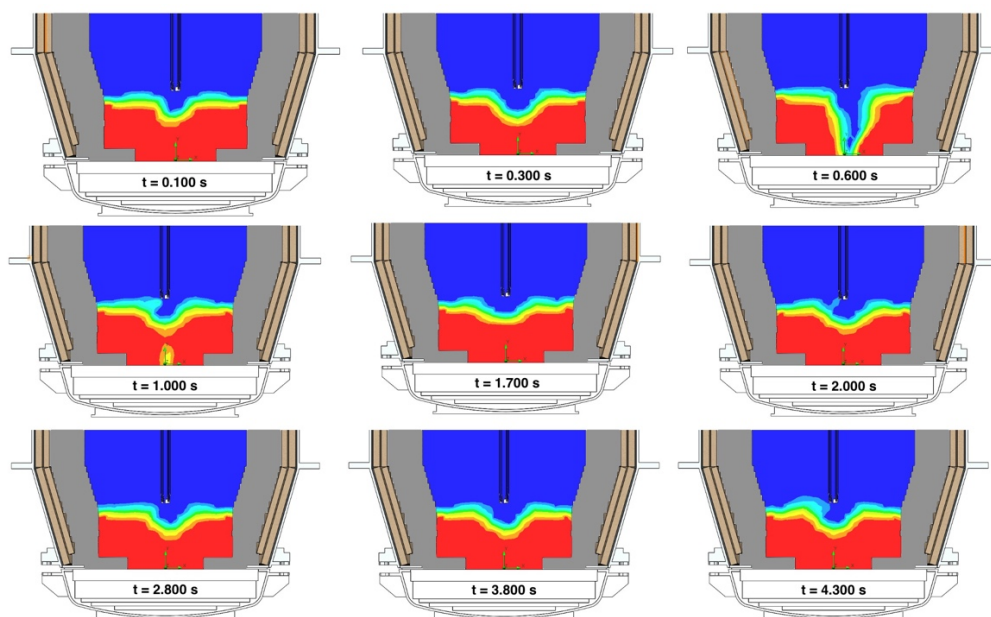 t = 0.100 s
t = 0.300 s
t = 0.600 s
t = 1.000 s
t = 1.700 s
t = 2.000 s
t = 2.800 s
t = 3.800 s
t = 4.300 s